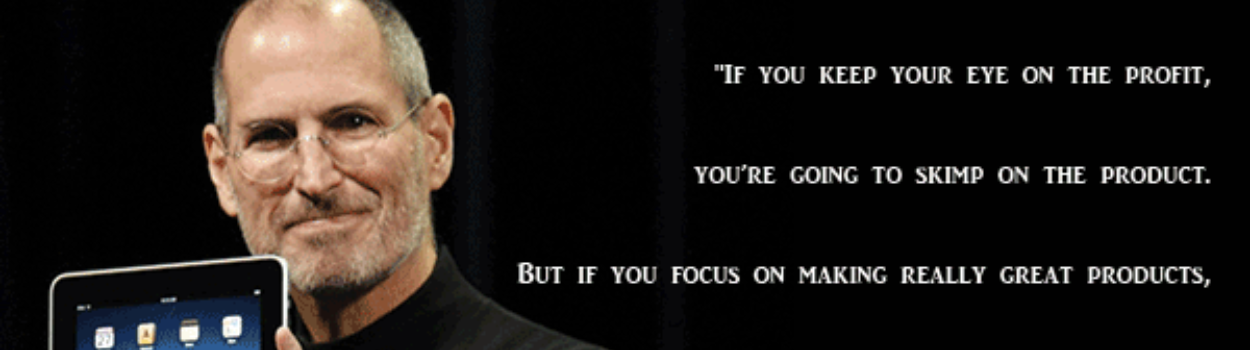 "If you keep your eye on the profit,
you're going to skimp on the product.
But if you focus on making really great products,